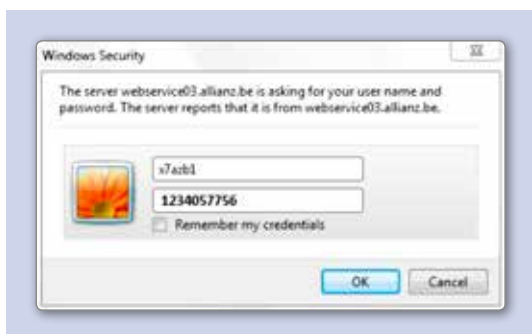 Windows Security
The server webservice03.allianz.be is asking for your user name and
password. The server reports that it is from webservice03.allianz.be.
x7azb1
1234057756
Remember my credentials
OK
Cancel